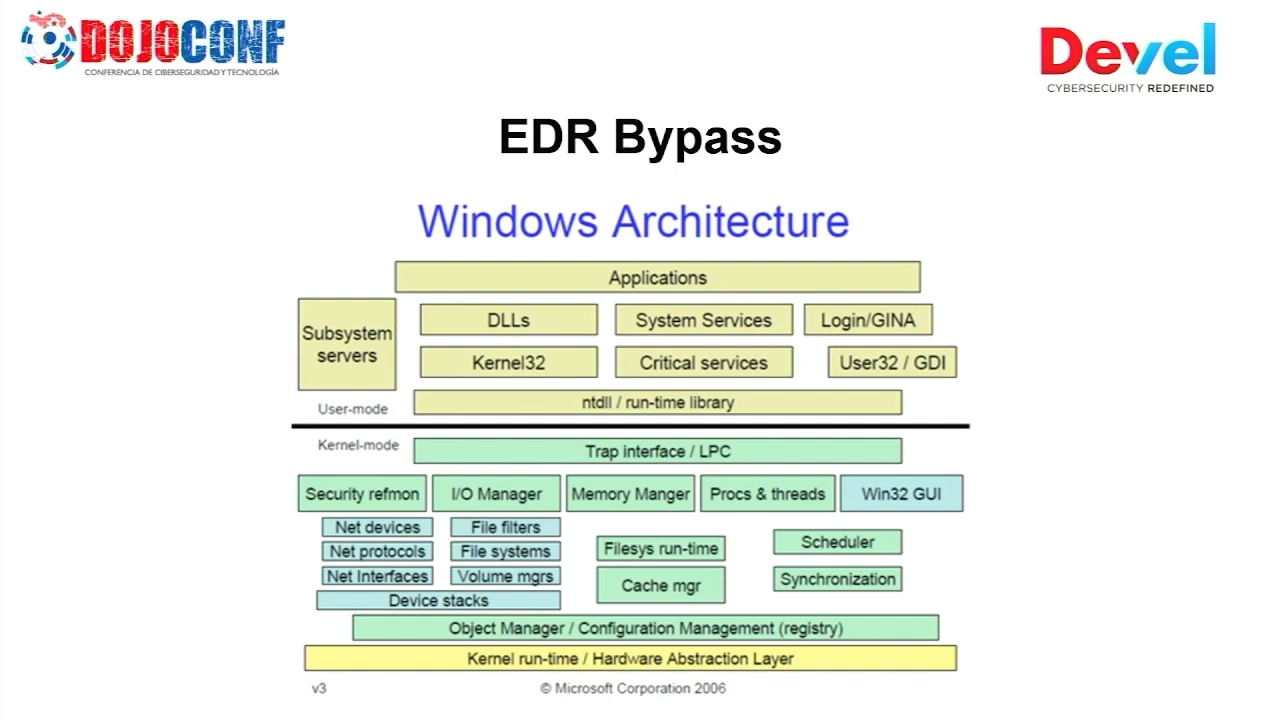 DOJOCONF
CONFERENCIA DE CIBERSEGURIDAD Y TECNOLOGÍA
Devel
CYBERSECURITY REDEFINED
EDR Bypass
Windows Architecture
Applications
Subsystem
servers
DLLs
System Services
Login/GINA
Kernel32
Critical services
User32 / GDI
User-mode
ntdll / run-time library
Kernel-mode
Trap interface / LPC
Security refmon
I/O Manager
Memory Manger
Procs & threads
Win32 GUI
Net devices
File filters
Net protocols
File systems
Net Interfaces
Volume mgrs
Device stacks
Filesys run-time
Cache mgr
Scheduler
Synchronization
Object Manager / Configuration Management (registry)
Kernel run-time / Hardware Abstraction Layer
v3
© Microsoft Corporation 2006